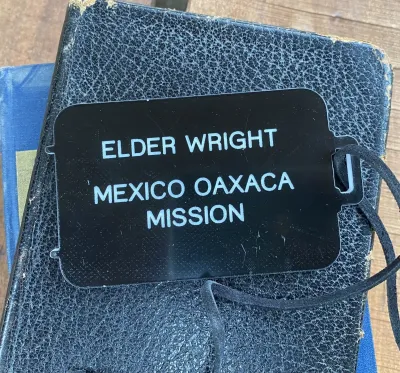 ELDER WRIGHT
MEXICO OAXACA
MISSION